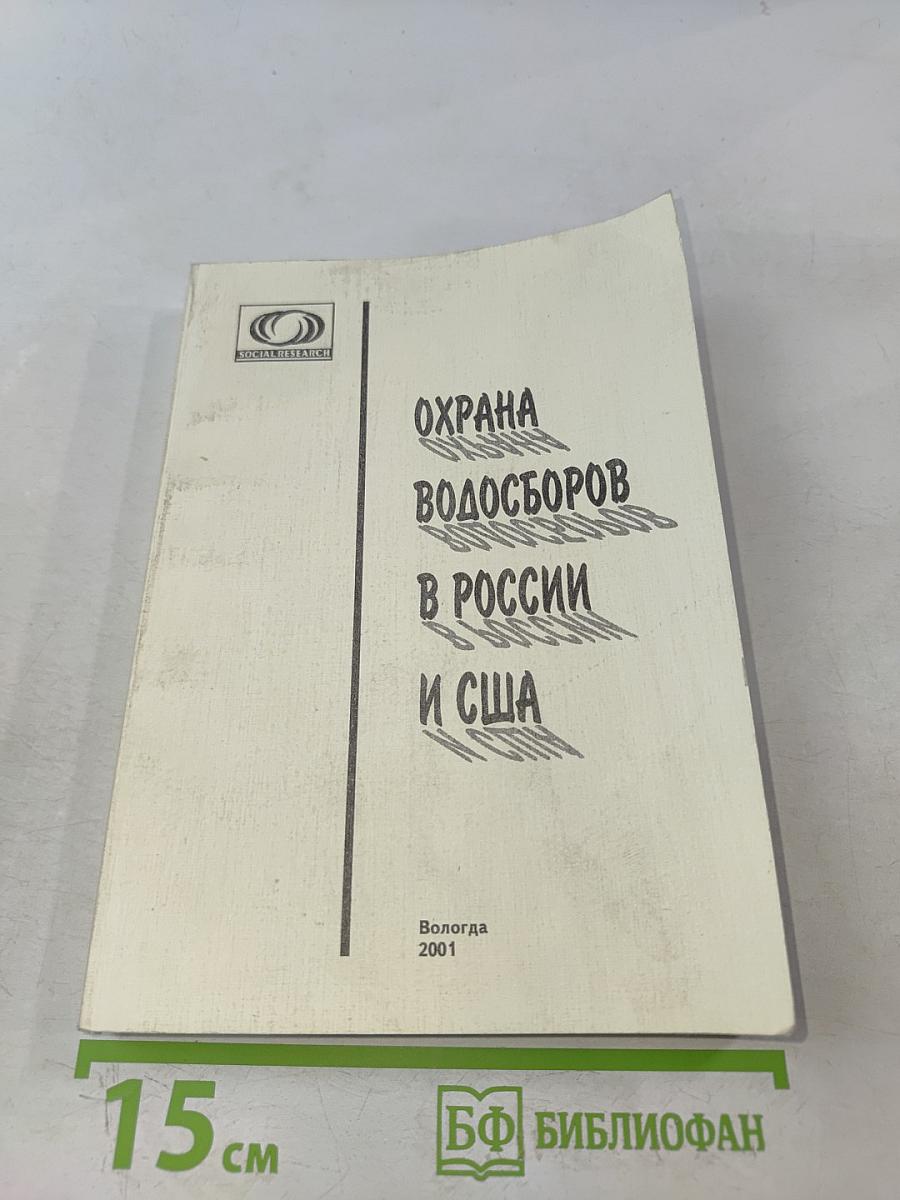 SOCIAL RESEARCH
ОХРАНА
ВОДОСБОРОВ
В РОССИИ
И США
Вологда
2001
15 см
БФ БИБЛИОФАН